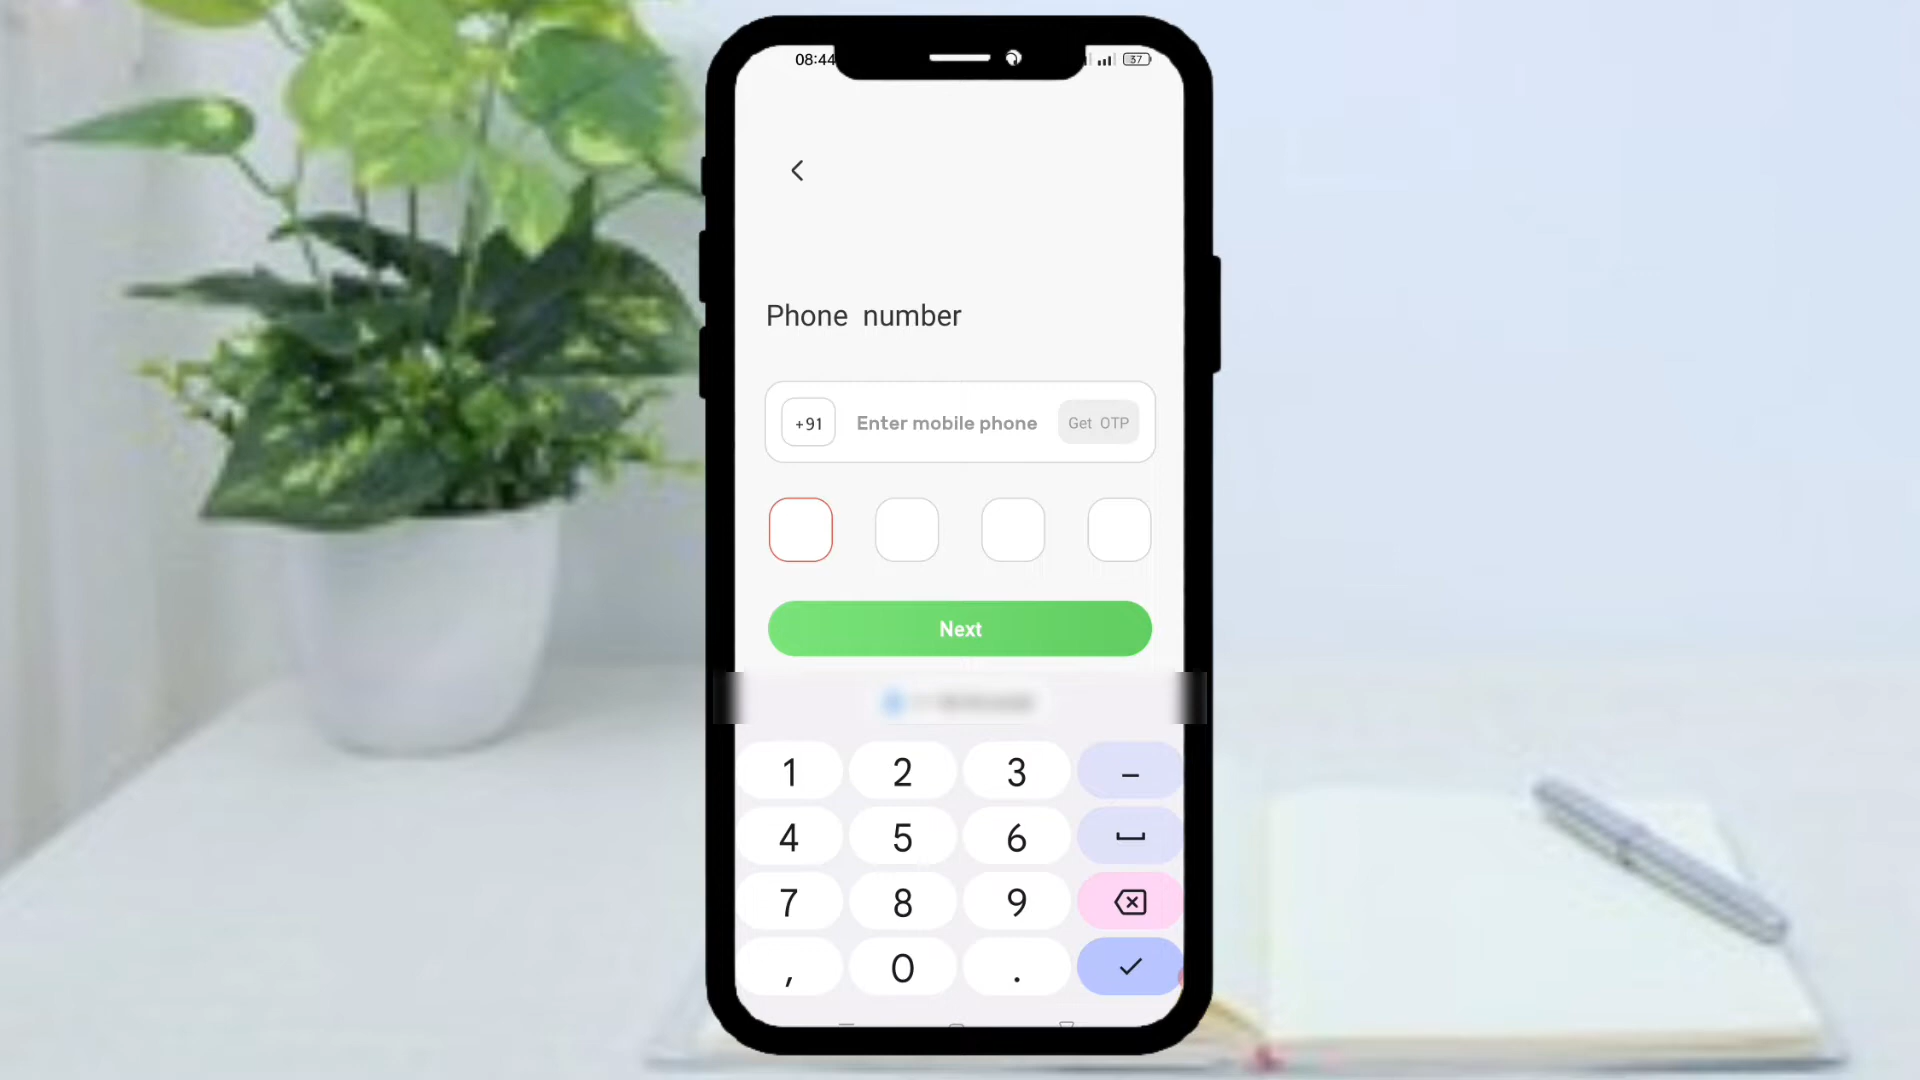 08:44
37
Phone number
+91
Enter mobile phone
Get OTP
Next
1 2 3 –
4 5 6
7 8 9
, 0 .